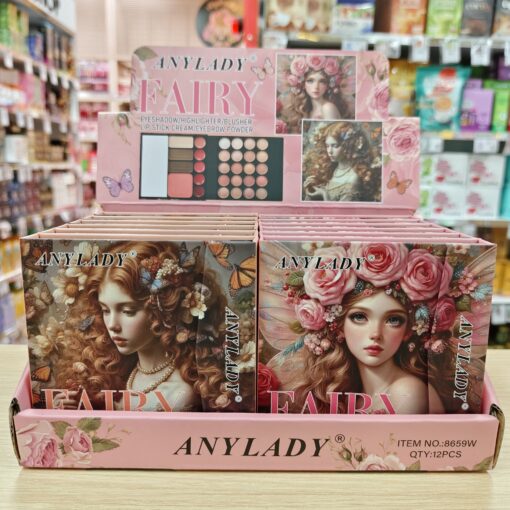 ANYLADY®
FAIRY
EYESHADOW/HIGHLIGHTER/BLUSHER
LIP STICK CREAM/EYEBROW POWDER
ANYLADY®
ANYLADY®
ANYLADY®
ANYLADY®
FAIRY
FAIRY
ANYLADY®
ITEM NO.:8659W
QTY:12PCS